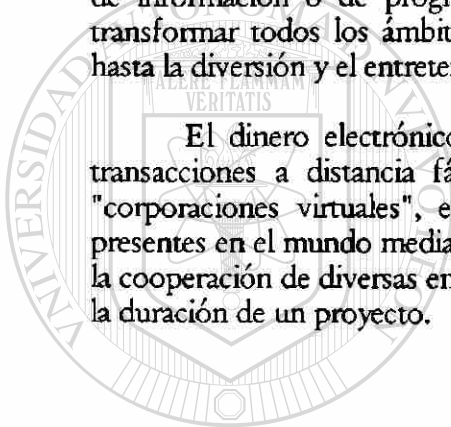 de información o de prog
transformar todos los ámbit
hasta la diversión y el entrete
ALERE FLAMMAM
VERITATIS
El dinero electrónico
transacciones a distancia fá
"corporaciones virtuales", e
presentes en el mundo media
la cooperación de diversas en
la duración de un proyecto.